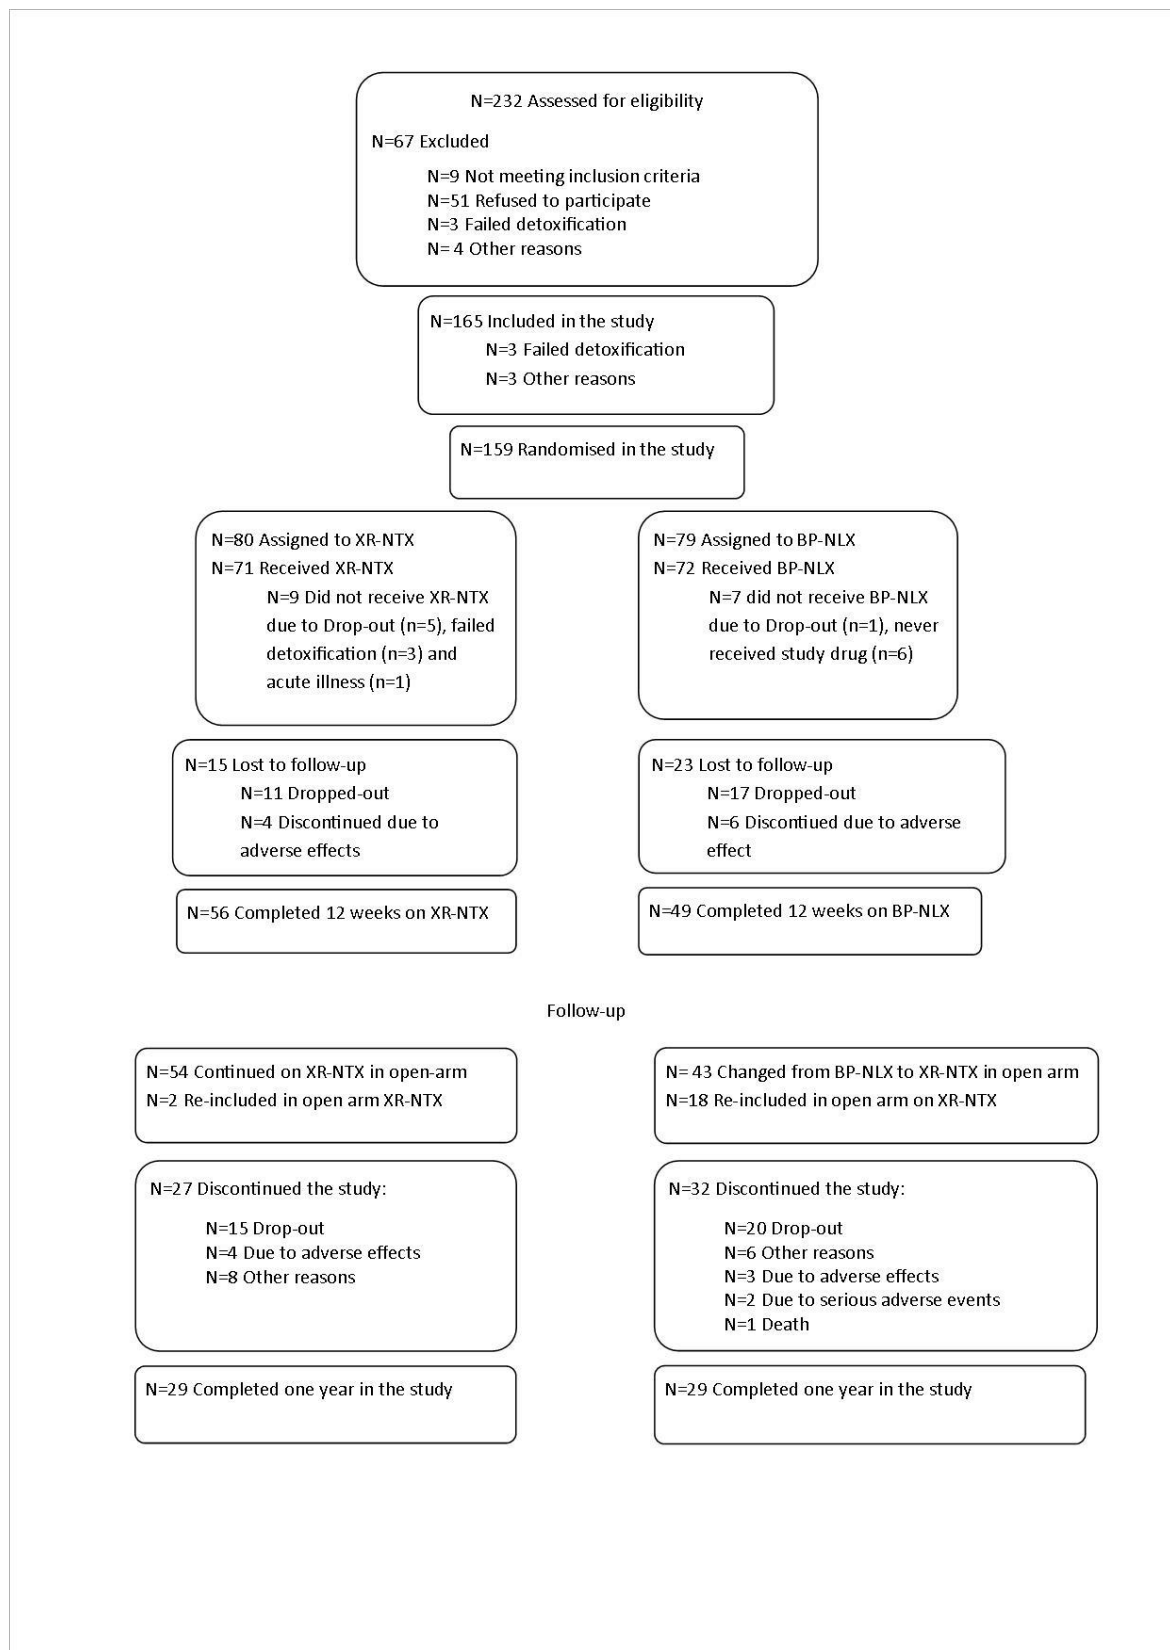 N=232 Assessed for eligibility
N=67 Excluded
N=9 Not meeting inclusion criteria
N=51 Refused to participate
N=3 Failed detoxification
N= 4 Other reasons
N=165 Included in the study
N=3 Failed detoxification
N=3 Other reasons
N=159 Randomised in the study
N=80 Assigned to XR-NTX
N=71 Received XR-NTX
N=9 Did not receive XR-NTX
due to Drop-out (n=5), failed
detoxification (n=3) and
acute illness (n=1)
N=79 Assigned to BP-NLX
N=72 Received BP-NLX
N=7 did not receive BP-NLX
due to Drop-out (n=1), never
received study drug (n=6)
N=15 Lost to follow-up
N=11 Dropped-out
N=4 Discontinued due to
adverse effects
N=23 Lost to follow-up
N=17 Dropped-out
N=6 Discontiued due to adverse
effect
N=56 Completed 12 weeks on XR-NTX
N=49 Completed 12 weeks on BP-NLX
Follow-up
N=54 Continued on XR-NTX in open-arm
N=2 Re-included in open arm XR-NTX
N= 43 Changed from BP-NLX to XR-NTX in open arm
N=18 Re-included in open arm on XR-NTX
N=27 Discontinued the study:
N=15 Drop-out
N=4 Due to adverse effects
N=8 Other reasons
N=32 Discontinued the study:
N=20 Drop-out
N=6 Other reasons
N=3 Due to adverse effects
N=2 Due to serious adverse events
N=1 Death
N=29 Completed one year in the study
N=29 Completed one year in the study